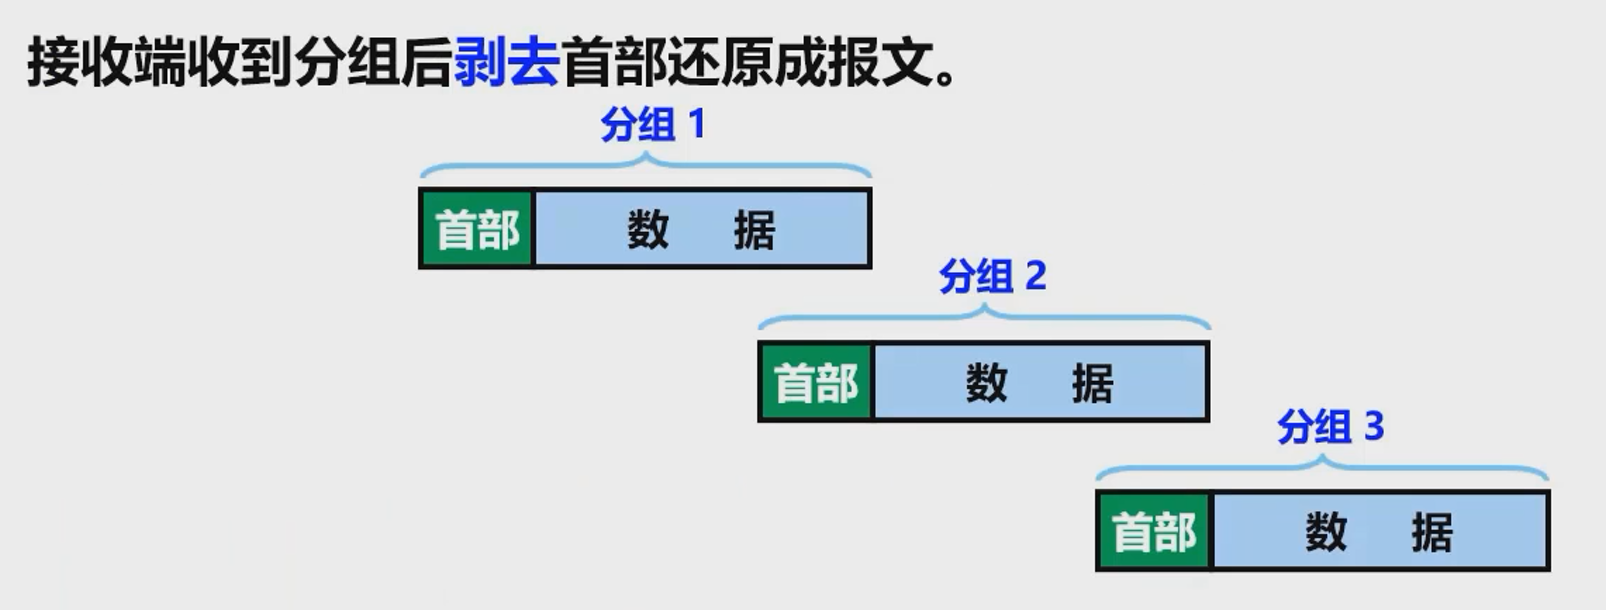 接收端收到分组后剥去首部还原成报文。
分组 1
首部 数 据
分组 2
首部 数 据
分组 3
首部 数 据